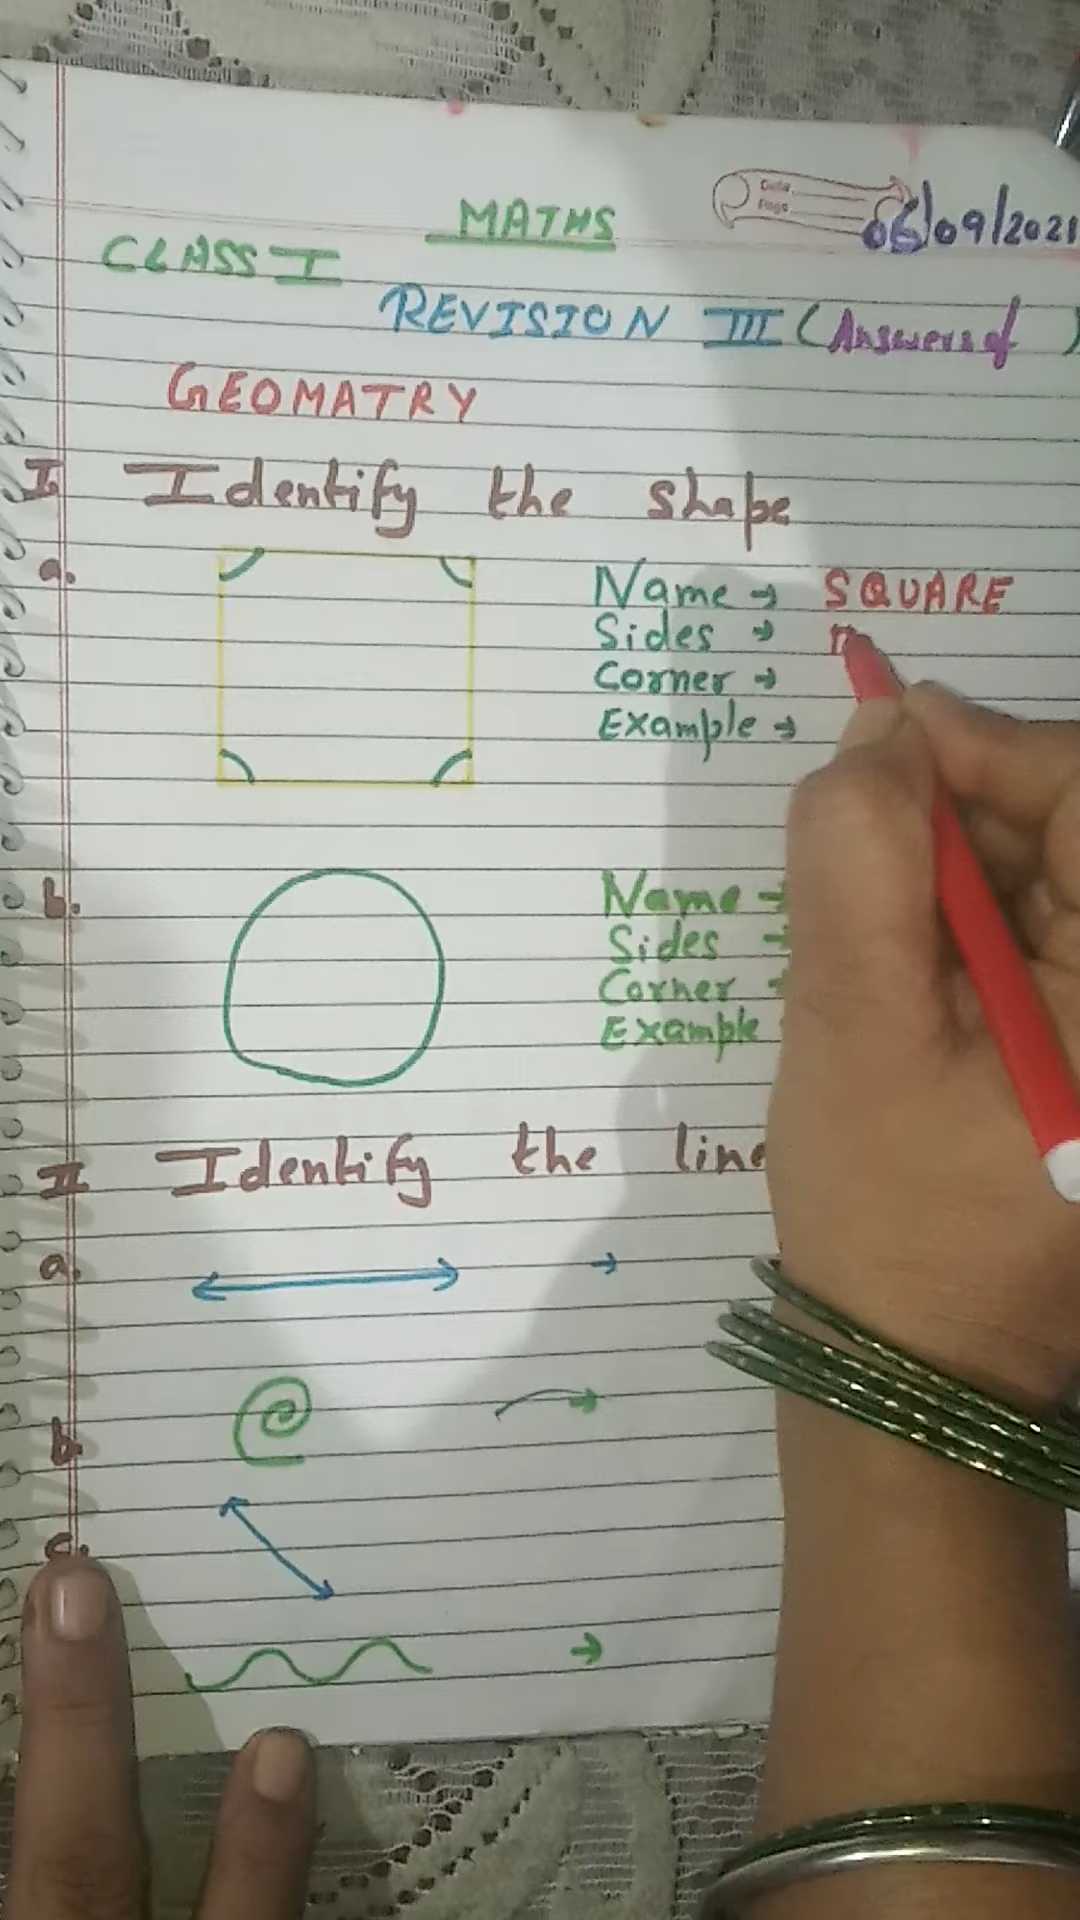 Date
Page
06/09/2021
MATHS
CLASS I
REVISION III (Answers of )
GEOMATRY
I. Identify the shape
a.
Name → SQUARE
Sides →
Corner →
Example →
b.
Name →
Sides →
Corner →
Example
II Identify the line
a. →
b. →
c.
→